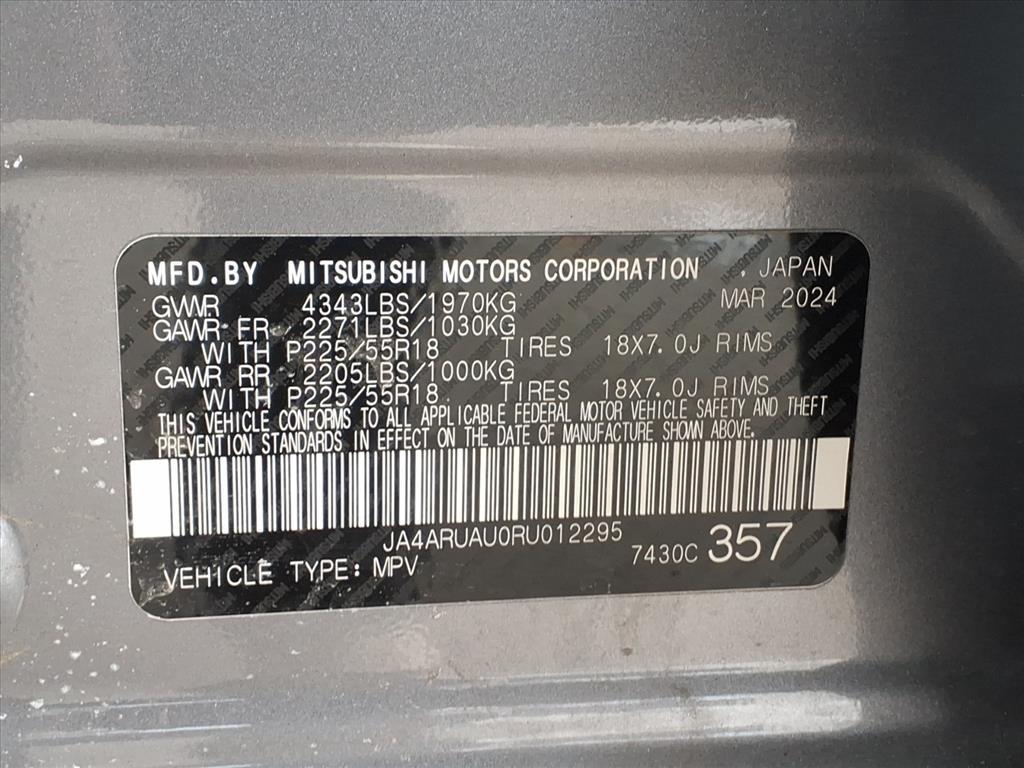 MFD.BY MITSUBISHI MOTORS CORPORATION . JAPAN
GWVR 4343LBS/1970KG MAR 2024
GAWR FR 2271LBS/1030KG
WITH P225/55R18 TIRES 18X7.0J RIMS
GAWR RR 2205LBS/1000KG
WITH P225/55R18 TIRES 18X7.0J RIMS
THIS VEHICLE CONFORMS TO ALL APPLICABLE FEDERAL MOTOR VEHICLE SAFETY AND THEFT
PREVENTION STANDARDS IN EFFECT ON THE DATE OF MANUFACTURE SHOWN ABOVE.
JA4ARUAU0RU012295
7430C 357
VEHICLE TYPE: MPV